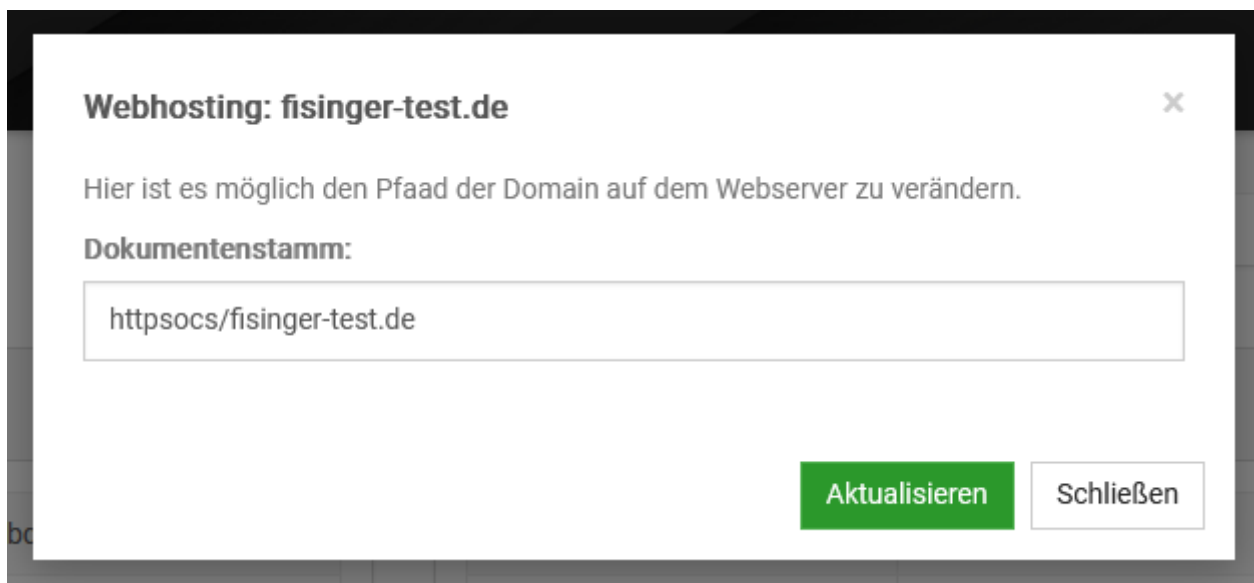 Webhosting: fisinger-test.de
×
Hier ist es möglich den Pfaad der Domain auf dem Webserver zu verändern.
Dokumentenstamm:
httpsocs/fisinger-test.de
Aktualisieren
Schließen